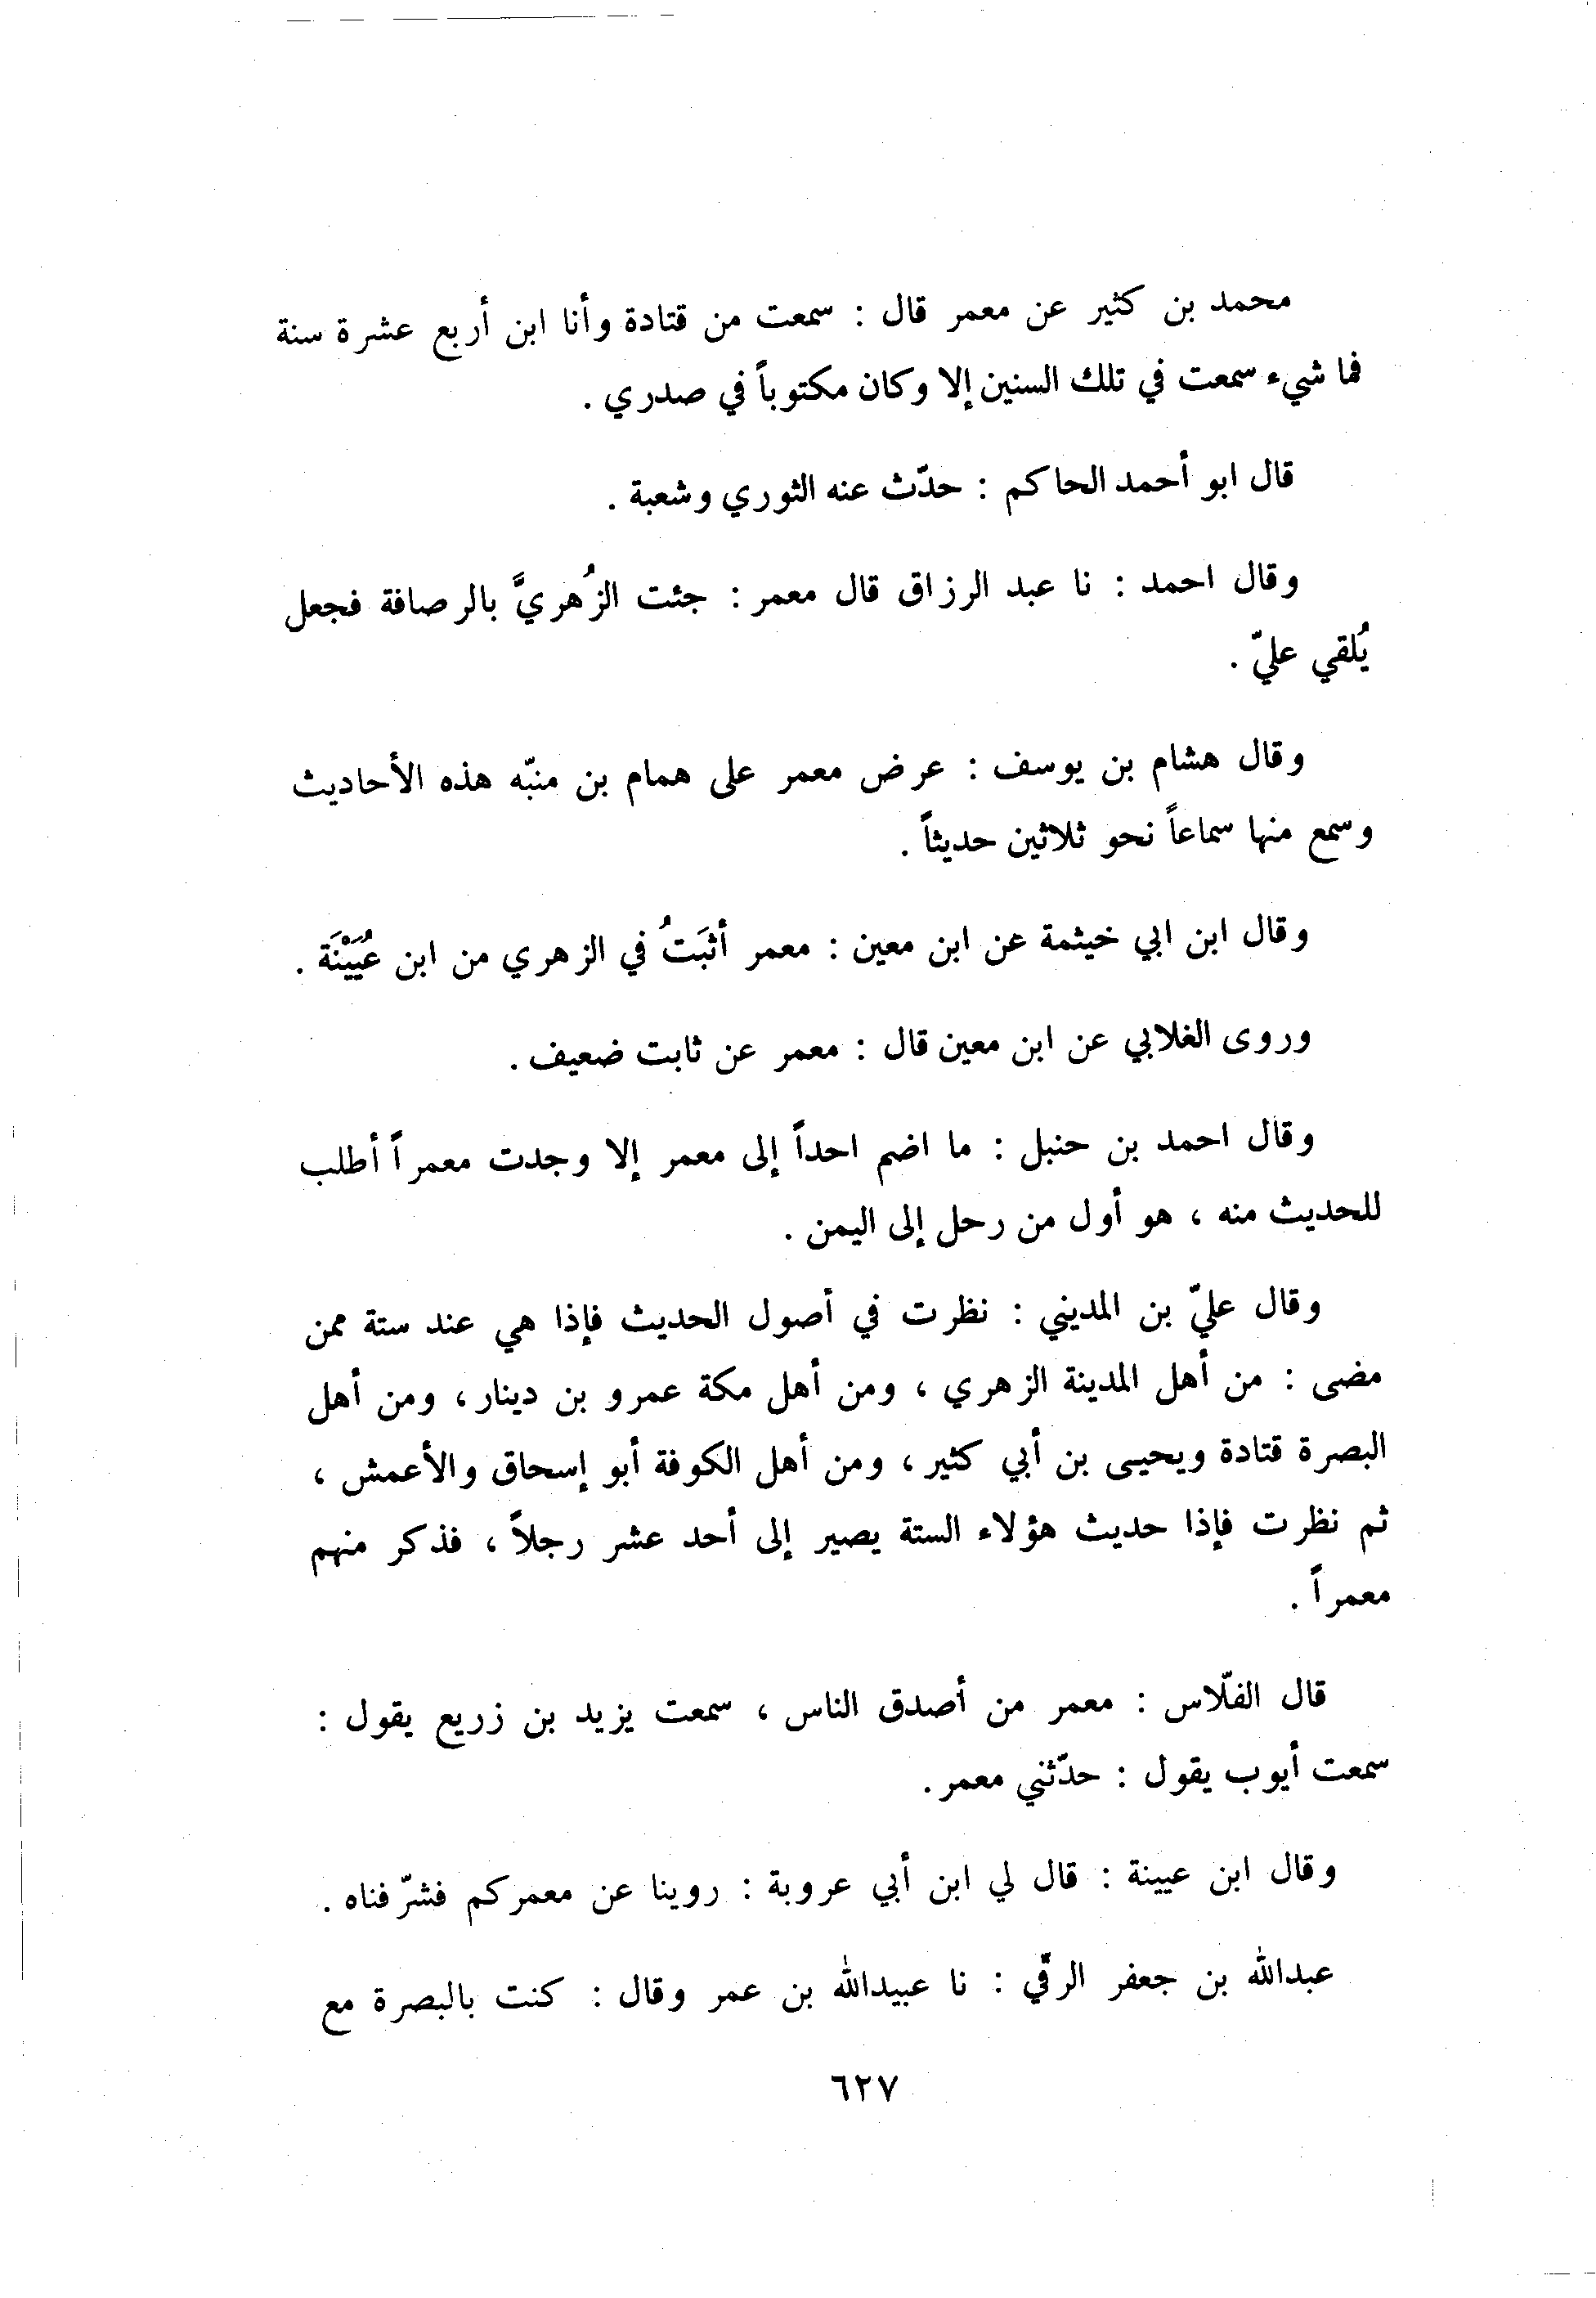 محمد بن كثير عن معمر قال : سمعت من قتادة وأنا ابن أربع عشرة سنة
فما شيء سمعت في تلك السنين إلا وكان مكتوباً في صدري .
قال ابو أحمد الحاكم : حدّث عنه الثوري وشعبة .
وقال احمد : نا عبد الرزاق قال معمر : جئت الزُهريَّ بالرصافة فجعل
يُلقي عليّ .
وقال هشام بن يوسف : عرض معمر على همام بن منبّه هذه الأحاديث
وسمع منها سماعاً نحو ثلاثين حديثاً .
وقال ابن ابي خيثمة عن ابن معين : معمر أثبَتُ في الزهري من ابن عُيَيْنَة .
وروى الغلابي عن ابن معين قال : معمر عن ثابت ضعيف .
وقال احمد بن حنبل : ما اضم احداً إلى معمر إلا وجدت معمراً أطلب
للحديث منه ، هو أول من رحل إلى اليمن .
وقال عليّ بن المديني : نظرت في أصول الحديث فإذا هي عند ستة ممن
مضى : من أهل المدينة الزهري ، ومن أهل مكة عمرو بن دينار ، ومن أهل
البصرة قتادة ويحيى بن أبي كثير ، ومن أهل الكوفة أبو إسحاق والأعمش ،
ثم نظرت فإذا حديث هؤلاء الستة يصير إلى أحد عشر رجلاً ، فذكر منهم
معمراً .
قال الفلّاس : معمر من أصدق الناس ، سمعت يزيد بن زريع يقول :
سمعت أيوب يقول : حدّثني معمر .
وقال ابن عيينة : قال لي ابن أبي عروبة : روينا عن معمركم فشرّفناه .
عبدالله بن جعفر الرقّي : نا عبيدالله بن عمر وقال : كنت بالبصرة مع
٦٢٧